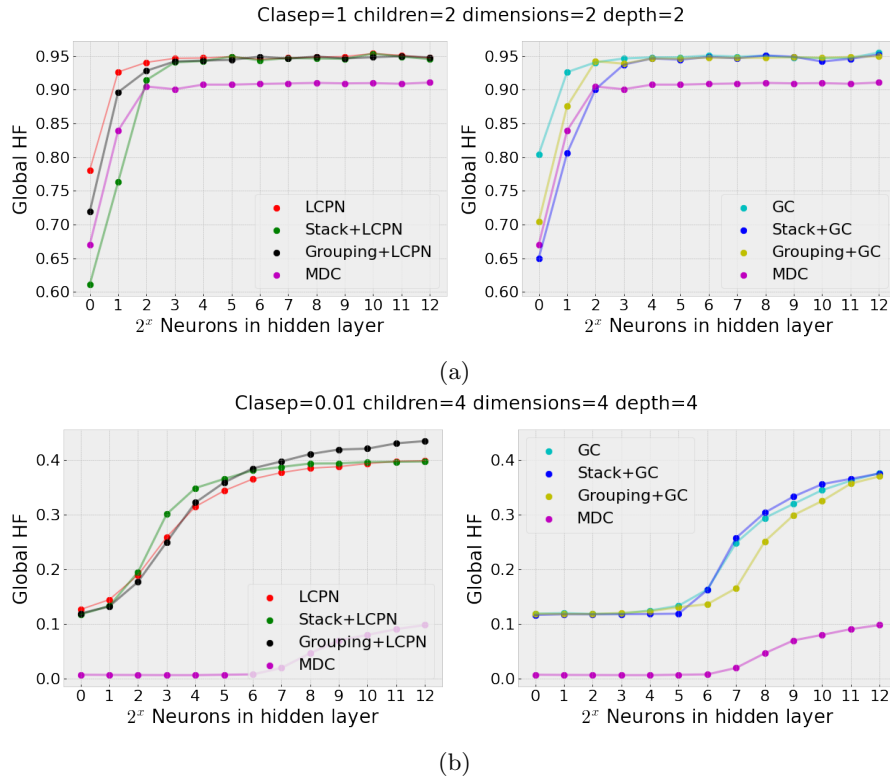 Clasep=1 children=2 dimensions=2 depth=2
Global HF
0.95
0.90
0.85
0.80
0.75
0.70
0.65
0.60
LCPN
Stack+LCPN
Grouping+LCPN
MDC
0 1 2 3 4 5 6 7 8 9 10 11 12
2^x Neurons in hidden layer
Global HF
0.95
0.90
0.85
0.80
0.75
0.70
0.65
0.60
GC
Stack+GC
Grouping+GC
MDC
0 1 2 3 4 5 6 7 8 9 10 11 12
2^x Neurons in hidden layer
(a)
Clasep=0.01 children=4 dimensions=4 depth=4
Global HF
0.4
0.3
0.2
0.1
0.0
LCPN
Stack+LCPN
Grouping+LCPN
MDC
0 1 2 3 4 5 6 7 8 9 10 11 12
2^x Neurons in hidden layer
Global HF
0.4
0.3
0.2
0.1
0.0
GC
Stack+GC
Grouping+GC
MDC
0 1 2 3 4 5 6 7 8 9 10 11 12
2^x Neurons in hidden layer
(b)